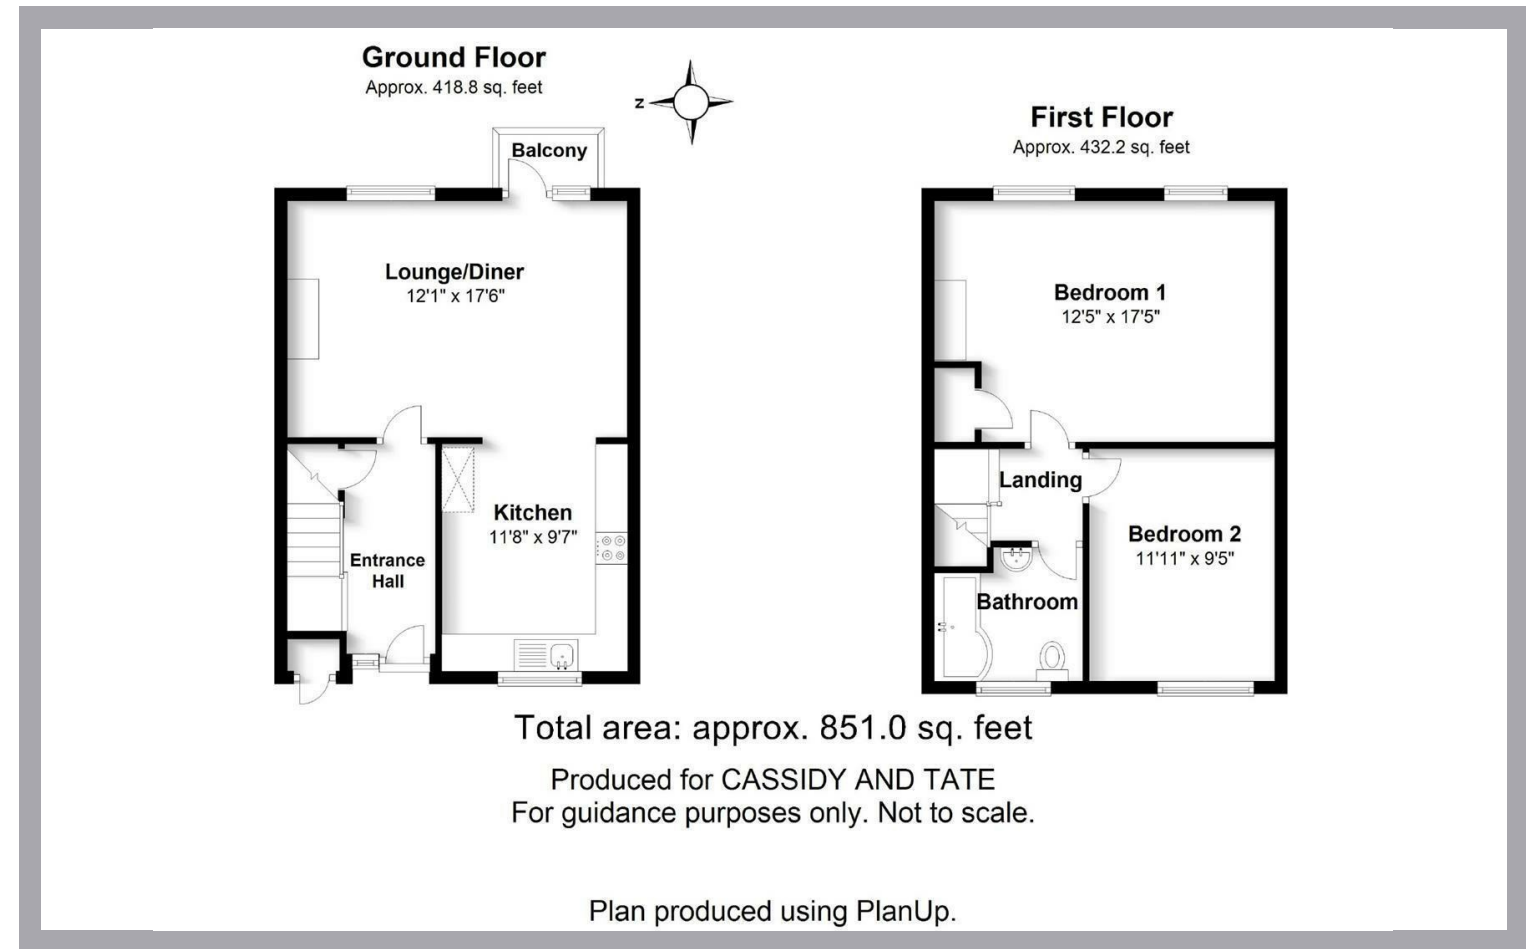 Ground Floor
Approx. 418.8 sq. feet
N
Balcony
Lounge/Diner
12'1" x 17'6"
Kitchen
11'8" x 9'7"
Entrance
Hall
First Floor
Approx. 432.2 sq. feet
Bedroom 1
12'5" x 17'5"
Landing
Bedroom 2
11'11" x 9'5"
Bathroom
Total area: approx. 851.0 sq. feet
Produced for CASSIDY AND TATE
For guidance purposes only. Not to scale.
Plan produced using PlanUp.